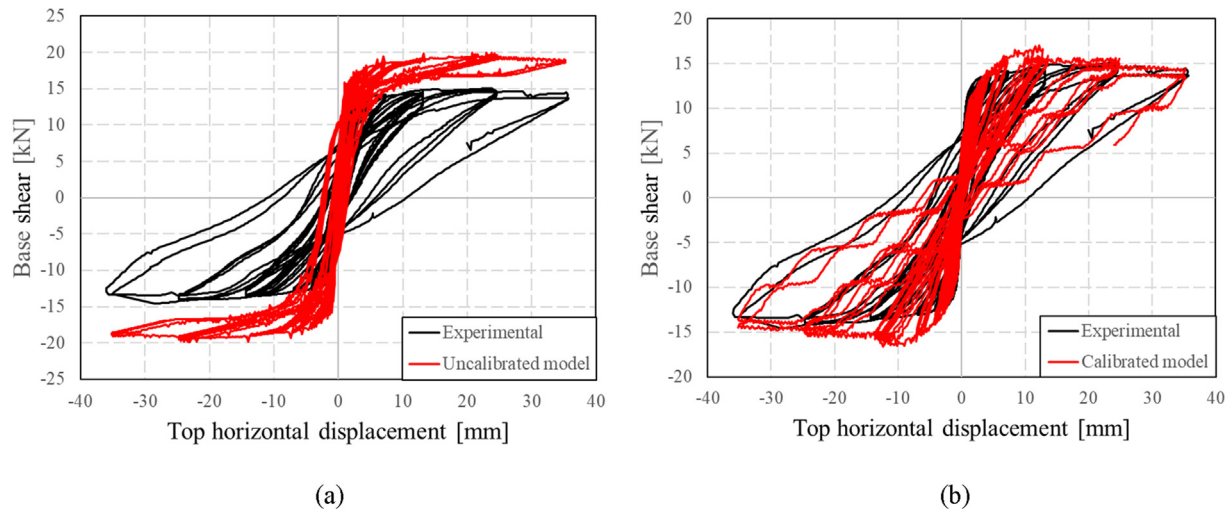 25
20
15
10
5
0
-5
-10
-15
-20
-25
Base shear [kN]
-40 -30 -20 -10 0 10 20 30 40
Top horizontal displacement [mm]
Experimental
Uncalibrated model
(a)
20
15
10
5
0
-5
-10
-15
-20
Base shear [kN]
-40 -30 -20 -10 0 10 20 30 40
Top horizontal displacement [mm]
Experimental
Calibrated model
(b)